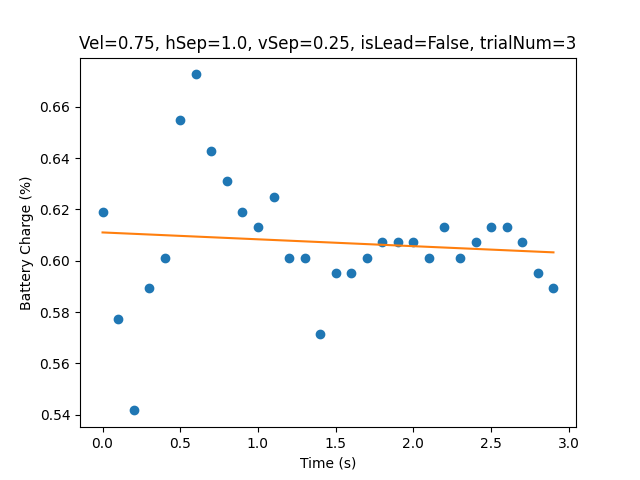 Vel=0.75, hSep=1.0, vSep=0.25, isLead=False, trialNum=3
Battery Charge (%)
0.66
0.64
0.62
0.60
0.58
0.56
0.54
0.0 0.5 1.0 1.5 2.0 2.5 3.0
Time (s)